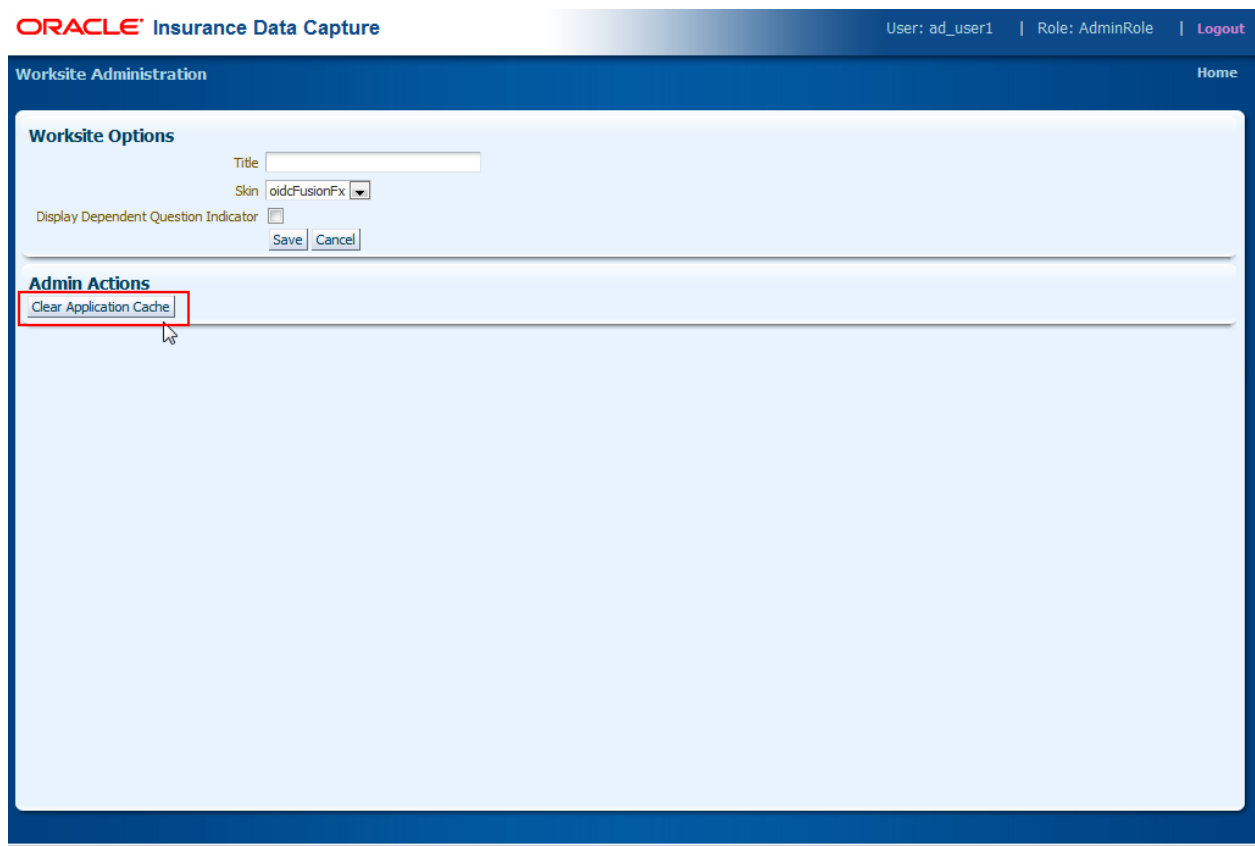 ORACLE Insurance Data Capture User: ad_user1 | Role: AdminRole | Logout
Worksite Administration Home
Worksite Options
Title
Skin oidcFusionFx
Display Dependent Question Indicator
Save Cancel
Admin Actions
Clear Application Cache